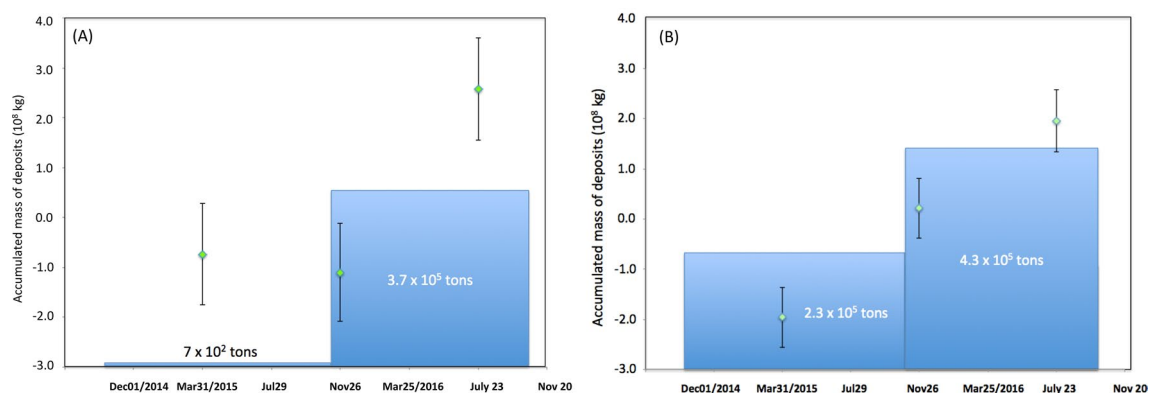 (A)
Accumulated mass of deposits (10⁸ kg)
4.0
3.0
2.0
1.0
0.0
-1.0
-2.0
-3.0
3.7 x 10⁵ tons
7 x 10² tons
Dec01/2014 Mar31/2015 Jul29 Nov26 Mar25/2016 July 23 Nov 20
(B)
Accumulated mass of deposits (10⁸ kg)
4.0
3.0
2.0
1.0
0.0
-1.0
-2.0
-3.0
4.3 x 10⁵ tons
2.3 x 10⁵ tons
Dec01/2014 Mar31/2015 Jul29 Nov26 Mar25/2016 July 23 Nov 20